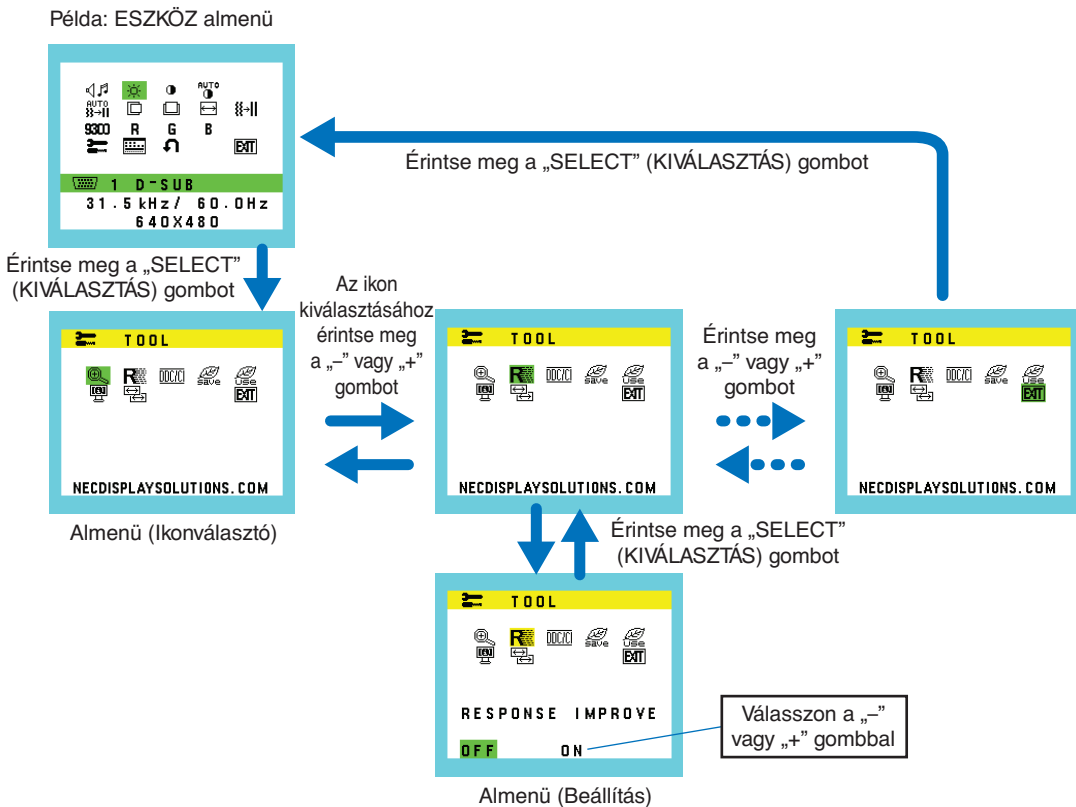 Példa: ESZKÖZ almenü
AUTO
AUTO
9300 R G B
EXIT
1 D-SUB
31.5 kHz/ 60.0Hz
640X480
Érintse meg a „SELECT” (KIVÁLASZTÁS) gombot
Érintse meg a „SELECT”
(KIVÁLASZTÁS) gombot
TOOL
R DDC/CI save use
EXIT
NECDISPLAYSOLUTIONS.COM
Almenü (Ikonválasztó)
Az ikon
kiválasztásához
érintse meg
a „–” vagy „+”
gombot
TOOL
R DDC/CI save use
EXIT
NECDISPLAYSOLUTIONS.COM
Érintse meg
a „–” vagy „+”
gombot
TOOL
R DDC/CI save use
EXIT
NECDISPLAYSOLUTIONS.COM
Érintse meg a „SELECT”
(KIVÁLASZTÁS) gombot
TOOL
R DDC/CI save use
EXIT
RESPONSE IMPROVE
OFF ON
Válasszon a „–”
vagy „+” gombbal
Almenü (Beállítás)